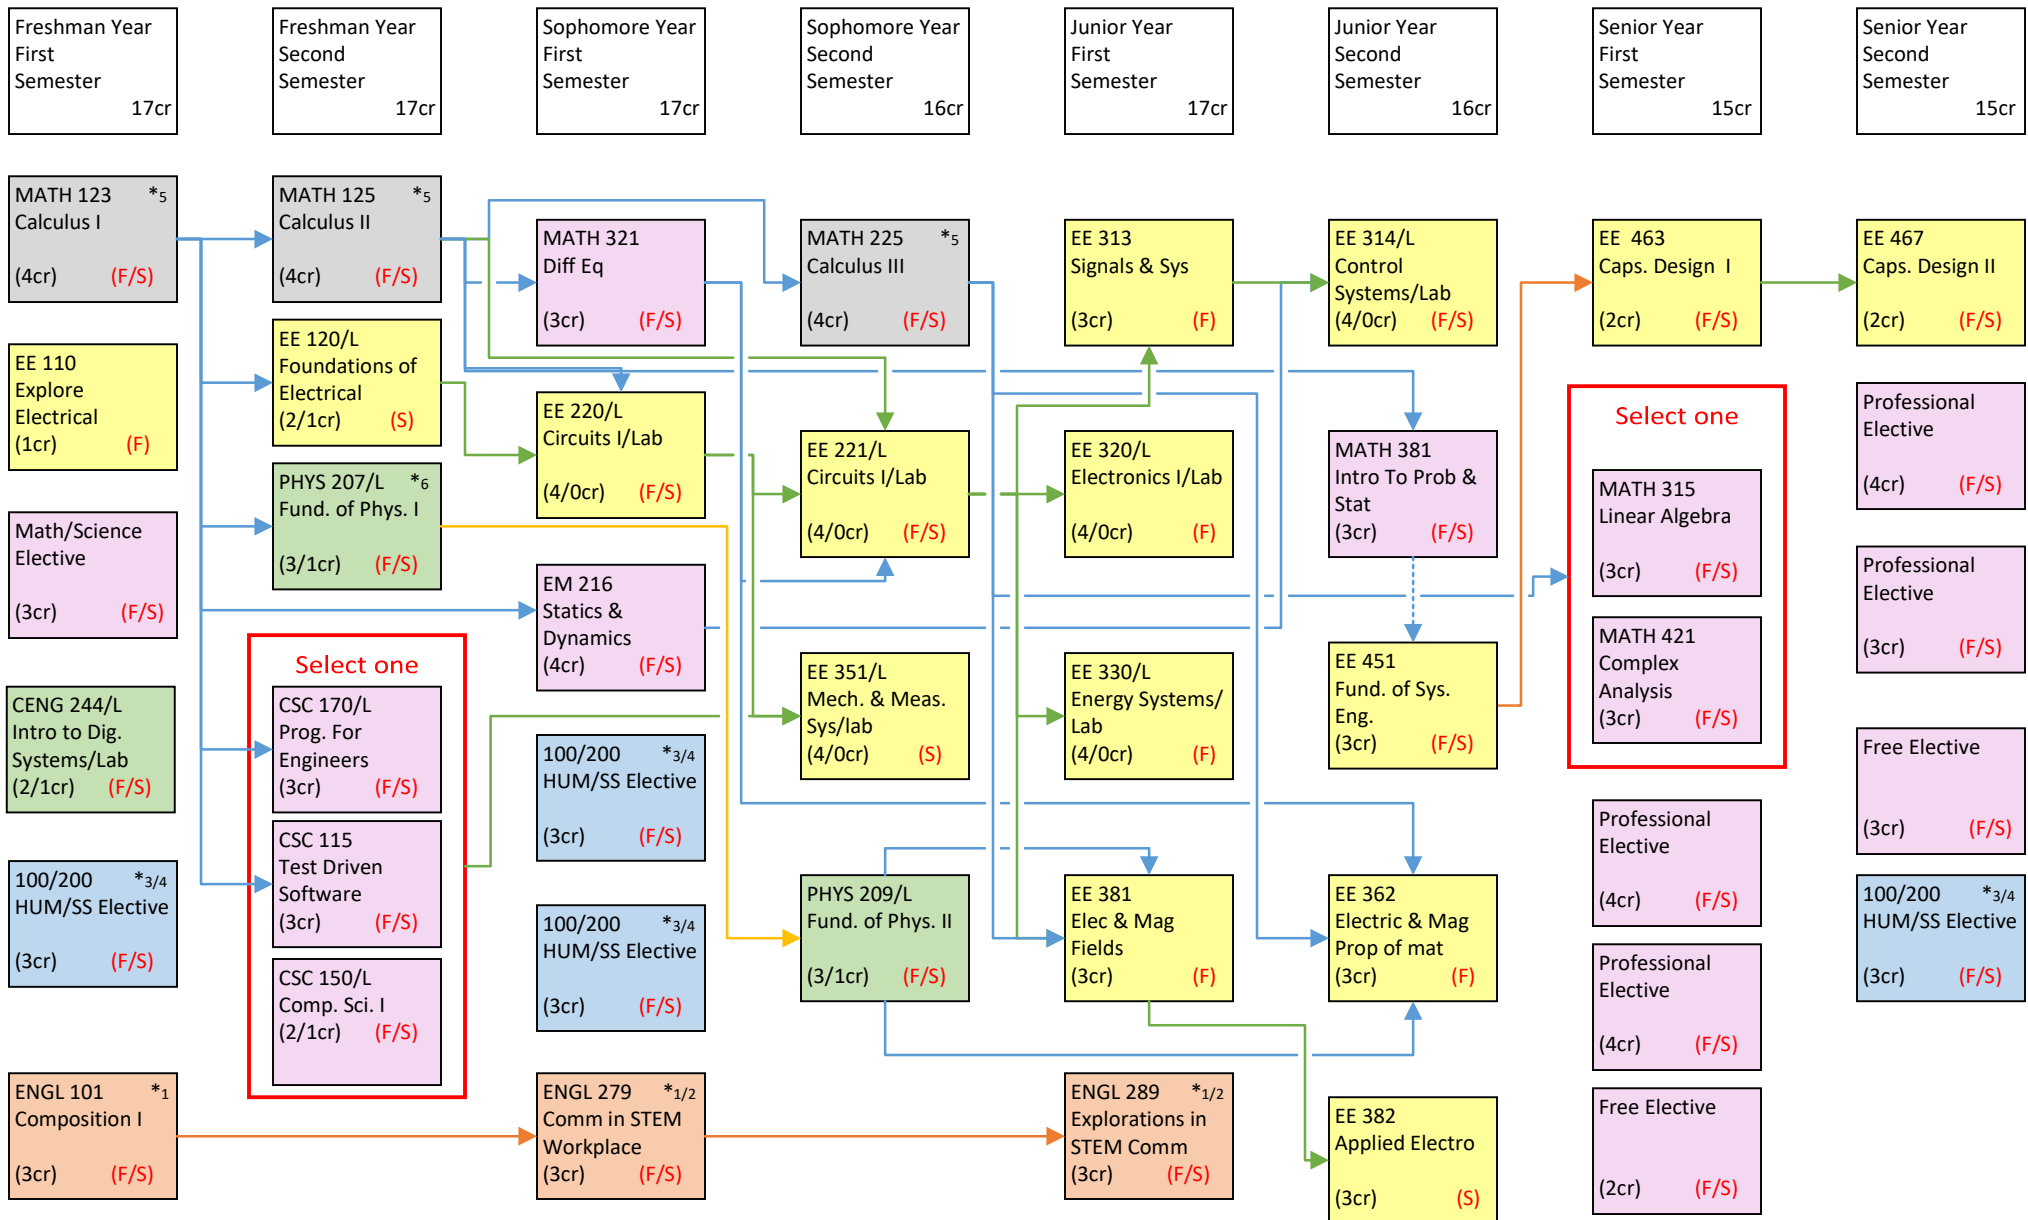 Freshman Year
First
Semester
17cr
Freshman Year
Second
Semester
17cr
Sophomore Year
First
Semester
17cr
Sophomore Year
Second
Semester
16cr
Junior Year
First
Semester
17cr
Junior Year
Second
Semester
16cr
Senior Year
First
Semester
15cr
Senior Year
Second
Semester
15cr
MATH 123 *5
Calculus I
(4cr) (F/S)
EE 110
Explore
Electrical
(1cr) (F)
Math/Science
Elective
(3cr) (F/S)
CENG 244/L
Intro to Dig.
Systems/Lab
(2/1cr) (F/S)
100/200 *3/4
HUM/SS Elective
(3cr) (F/S)
ENGL 101 *1
Composition I
(3cr) (F/S)
MATH 125 *5
Calculus II
(4cr) (F/S)
EE 120/L
Foundations of
Electrical
(2/1cr) (S)
PHYS 207/L *6
Fund. of Phys. I
(3/1cr) (F/S)
Select one
CSC 170/L
Prog. For
Engineers
(3cr) (F/S)
CSC 115
Test Driven
Software
(3cr) (F/S)
CSC 150/L
Comp. Sci. I
(2/1cr) (F/S)
MATH 321
Diff Eq
(3cr) (F/S)
EE 220/L
Circuits I/Lab
(4/0cr) (F/S)
EM 216
Statics &
Dynamics
(4cr) (F/S)
100/200 *3/4
HUM/SS Elective
(3cr) (F/S)
100/200 *3/4
HUM/SS Elective
(3cr) (F/S)
ENGL 279 *1/2
Comm in STEM
Workplace
(3cr) (F/S)
MATH 225 *5
Calculus III
(4cr) (F/S)
EE 221/L
Circuits I/Lab
(4/0cr) (F/S)
EE 351/L
Mech. & Meas.
Sys/lab
(4/0cr) (S)
PHYS 209/L
Fund. of Phys. II
(3/1cr) (F/S)
EE 313
Signals & Sys
(3cr) (F)
EE 320/L
Electronics I/Lab
(4/0cr) (F)
EE 330/L
Energy Systems/
Lab
(4/0cr) (F)
EE 381
Elec & Mag
Fields
(3cr) (F)
ENGL 289 *1/2
Explorations in
STEM Comm
(3cr) (F/S)
EE 314/L
Control
Systems/Lab
(4/0cr) (F/S)
MATH 381
Intro To Prob &
Stat
(3cr) (F/S)
EE 451
Fund. of Sys.
Eng.
(3cr) (F/S)
EE 362
Electric & Mag
Prop of mat
(3cr) (F)
EE 382
Applied Electro
(3cr) (S)
EE 463
Caps. Design I
(2cr) (F/S)
Select one
MATH 315
Linear Algebra
(3cr) (F/S)
MATH 421
Complex
Analysis
(3cr) (F/S)
Professional
Elective
(4cr) (F/S)
Professional
Elective
(4cr) (F/S)
Free Elective
(2cr) (F/S)
EE 467
Caps. Design II
(2cr) (F/S)
Professional
Elective
(4cr) (F/S)
Professional
Elective
(3cr) (F/S)
Free Elective
(3cr) (F/S)
100/200 *3/4
HUM/SS Elective
(3cr) (F/S)